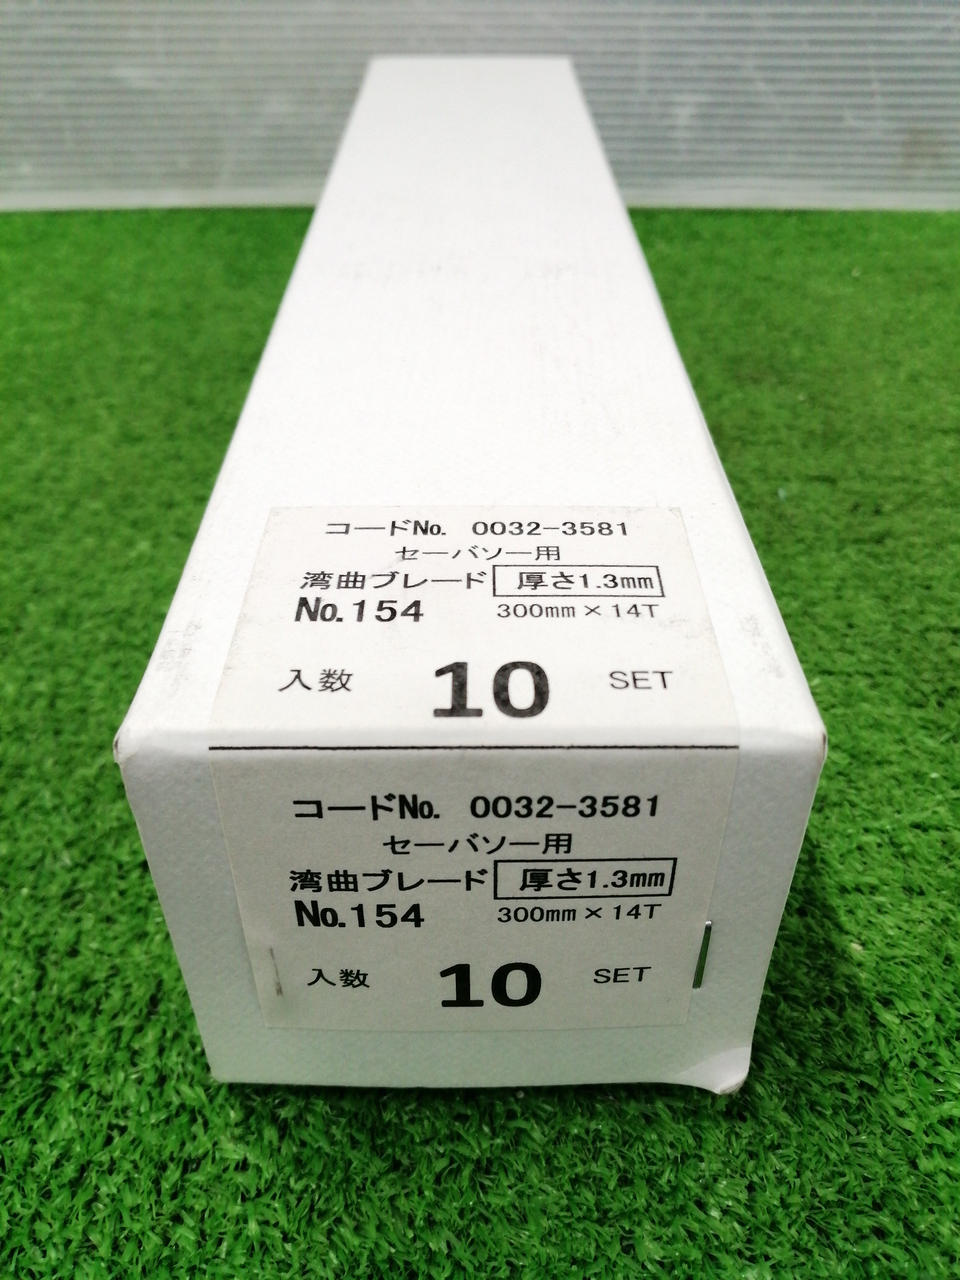 コードNo. 0032-3581
セーバソー用
湾曲ブレード 厚さ1.3mm
No.154 300mm×14T
入数 10 SET
コードNo. 0032-3581
セーバソー用
湾曲ブレード 厚さ1.3mm
No.154 300mm×14T
入数 10 SET